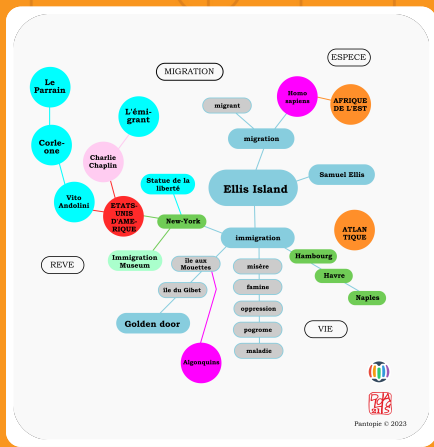 MIGRATION
ESPECE
Le
Parrain
L'émi-
grant
migrant
Homo
sapiens
AFRIQUE
DE L'EST
Corle-
one
migration
Charlie
Chaplin
Statue de la
liberté
Ellis Island
Samuel Ellis
Vito
Andolini
ETATS-
UNIS
D'AME-
RIQUE
New-York
immigration
ATLAN
TIQUE
Immigration
Museum
REVE
ile aux
Mouettes
misére
Hambourg
Havre
ile du Gibet
famine
Naples
oppression
Golden door
pogrome
VIE
maladie
Algonquins
Pantopie © 2023